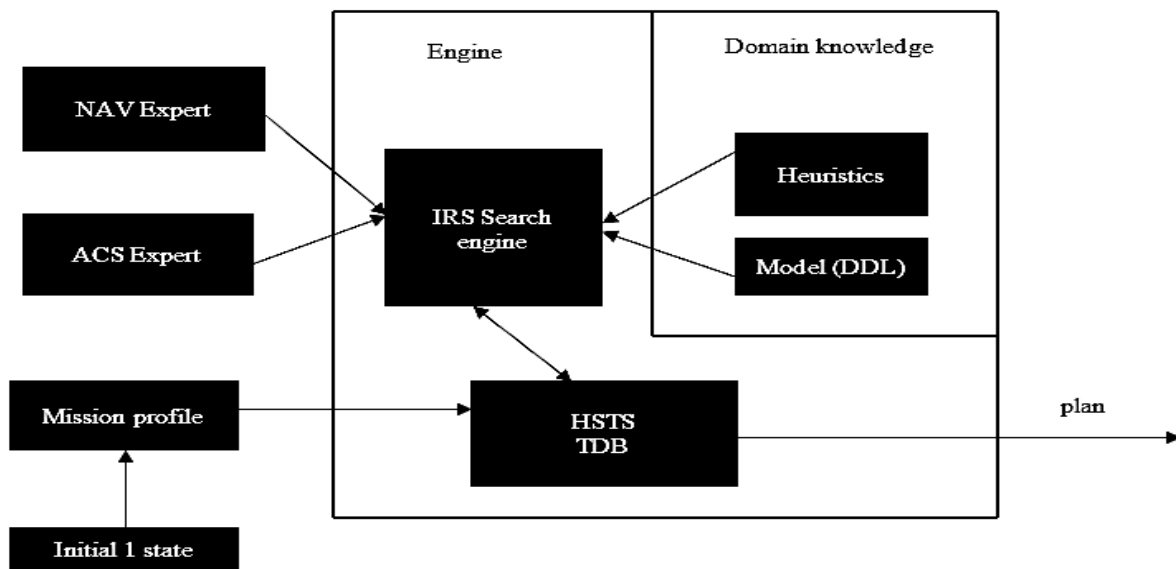 Engine
Domain knowledge
NAV Expert
Heuristics
IRS Search
engine
ACS Expert
Model (DDL)
Mission profile
HSTS
TDB
plan
Initial 1 state